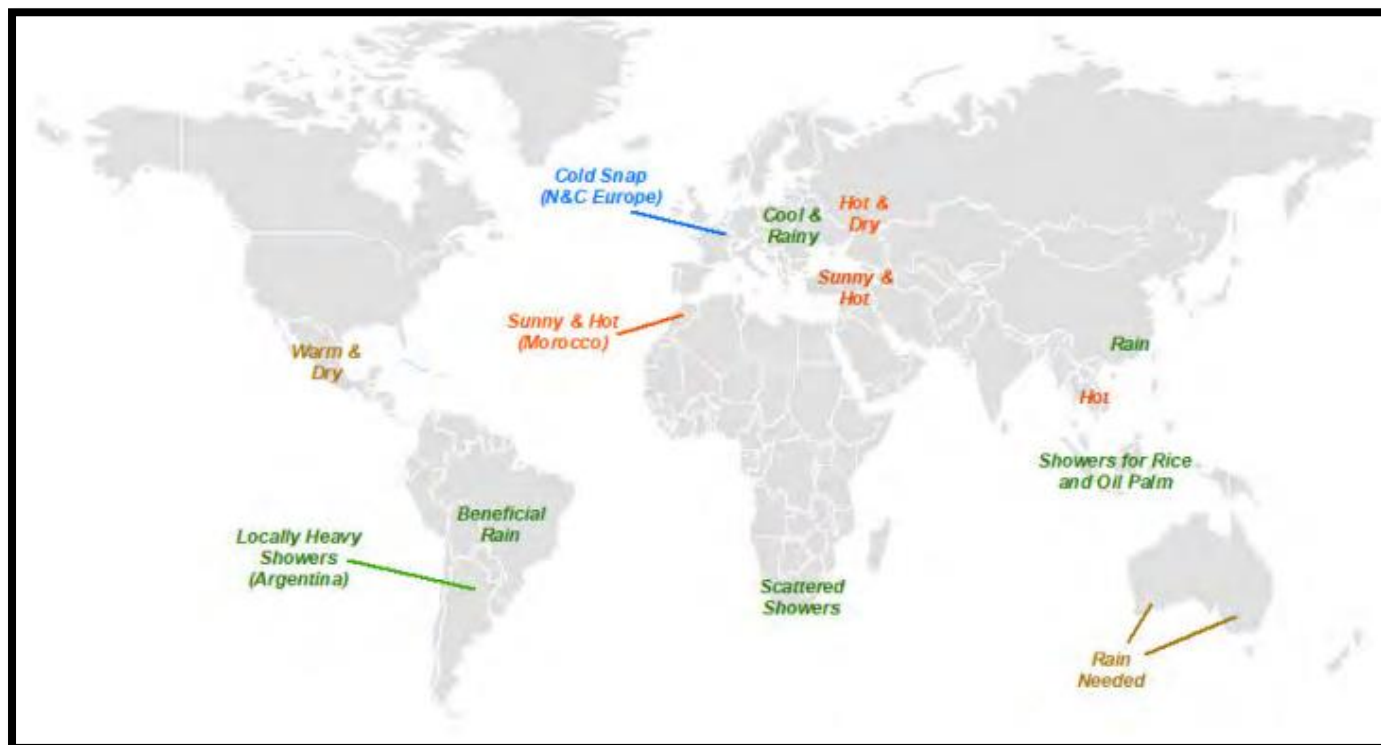 Cold Snap
(N&C Europe)
Cool &
Rainy
Hot &
Dry
Sunny &
Hot
Sunny & Hot
(Morocco)
Warm &
Dry
Rain
Hot
Showers for Rice
and Oil Palm
Beneficial
Rain
Locally Heavy
Showers
(Argentina)
Scattered
Showers
Rain
Needed